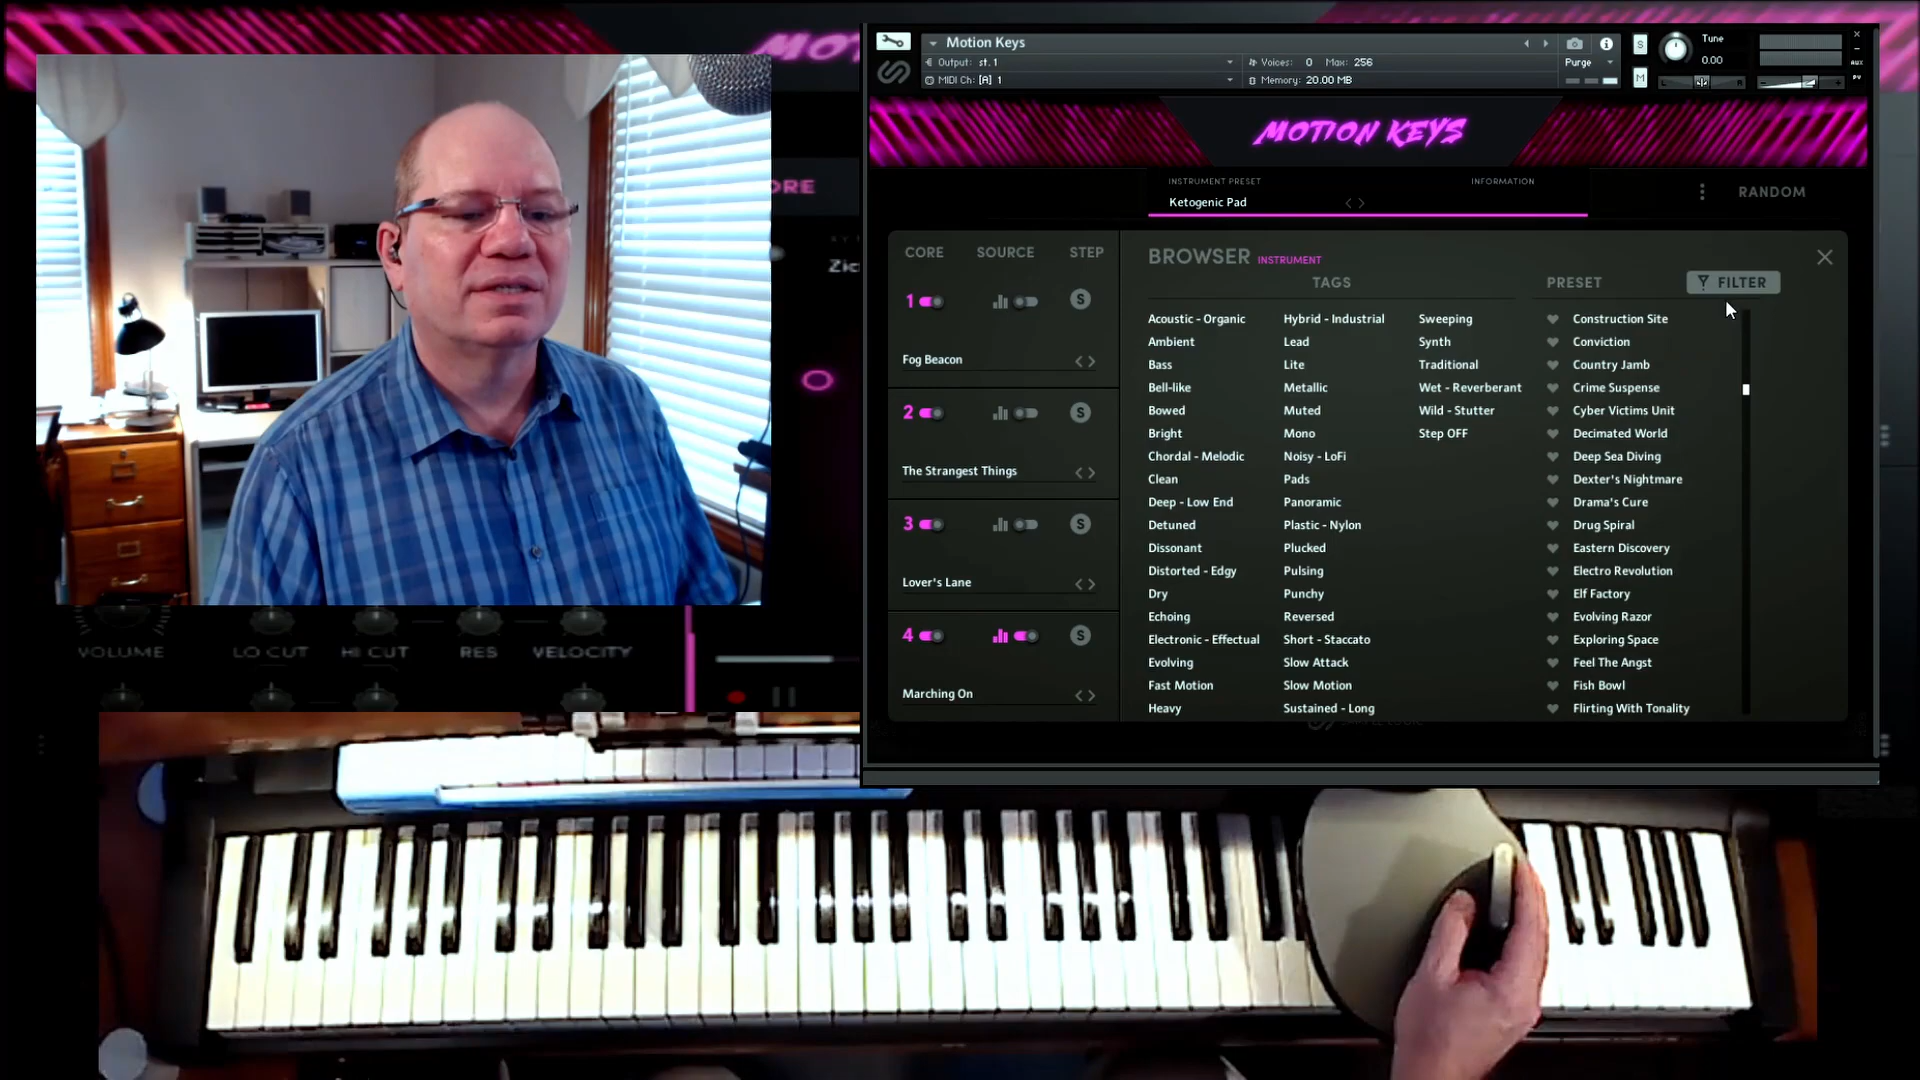 MOT
ORE
Zic
VOLUME
LO CUT
HI CUT
RES
VELOCITY
Motion Keys
Output: st.1
Voices: 0 Max: 256
Purge
MIDI Ch: [A] 1
Memory: 20.00 MB
S
M
Tune
0.00
L
R
AUX
PV
MOTION KEYS
INSTRUMENT PRESET
INFORMATION
Ketogenic Pad
RANDOM
CORE SOURCE STEP
1 S
Fog Beacon
2 S
The Strangest Things
3 S
Lover's Lane
4 S
Marching On
BROWSER INSTRUMENT
TAGS
Acoustic - Organic
Ambient
Bass
Bell-like
Bowed
Bright
Chordal - Melodic
Clean
Deep - Low End
Detuned
Dissonant
Distorted - Edgy
Dry
Echoing
Electronic - Effectual
Evolving
Fast Motion
Heavy
Hybrid - Industrial
Lead
Lite
Metallic
Muted
Mono
Noisy - LoFi
Pads
Panoramic
Plastic - Nylon
Plucked
Pulsing
Punchy
Reversed
Short - Staccato
Slow Attack
Slow Motion
Sustained - Long
Sweeping
Synth
Traditional
Wet - Reverberant
Wild - Stutter
Step OFF
PRESET
FILTER
Construction Site
Conviction
Country Jamb
Crime Suspense
Cyber Victims Unit
Decimated World
Deep Sea Diving
Dexter's Nightmare
Drama's Cure
Drug Spiral
Eastern Discovery
Electro Revolution
Elf Factory
Evolving Razor
Exploring Space
Feel The Angst
Fish Bowl
Flirting With Tonality